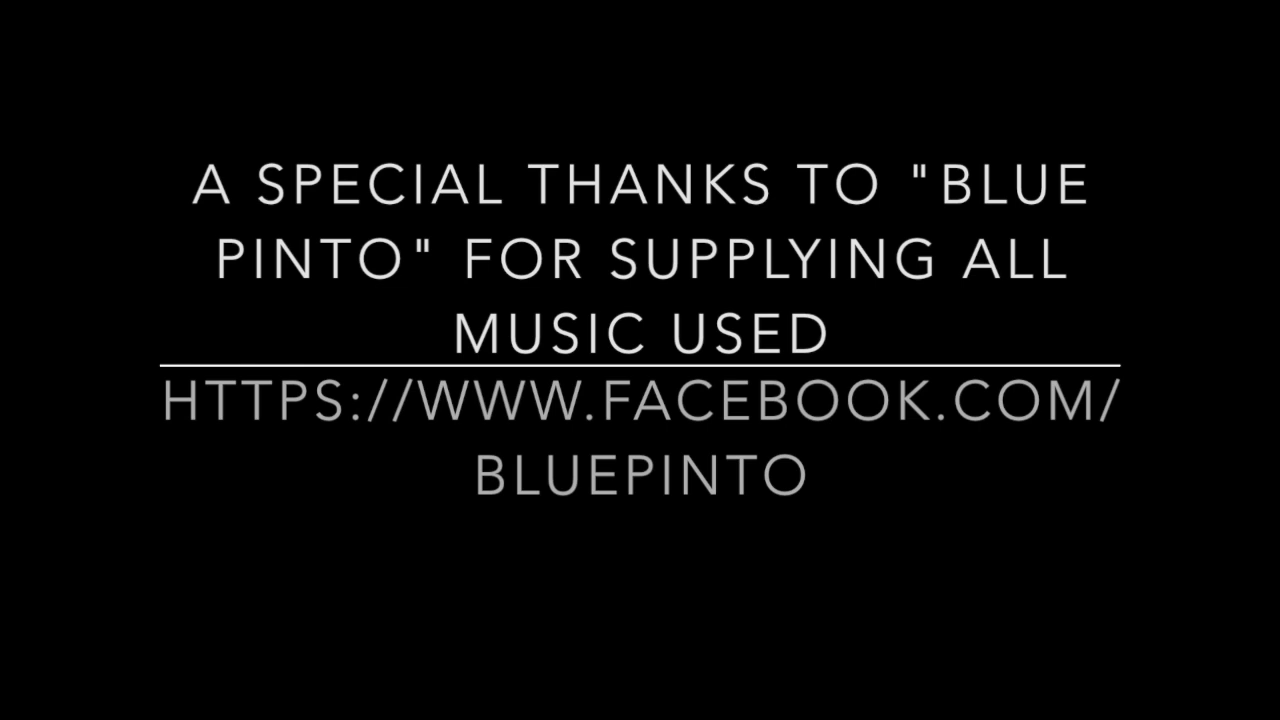 A SPECIAL THANKS TO "BLUE
PINTO" FOR SUPPLYING ALL
MUSIC USED
HTTPS://WWW.FACEBOOK.COM/
BLUEPINTO